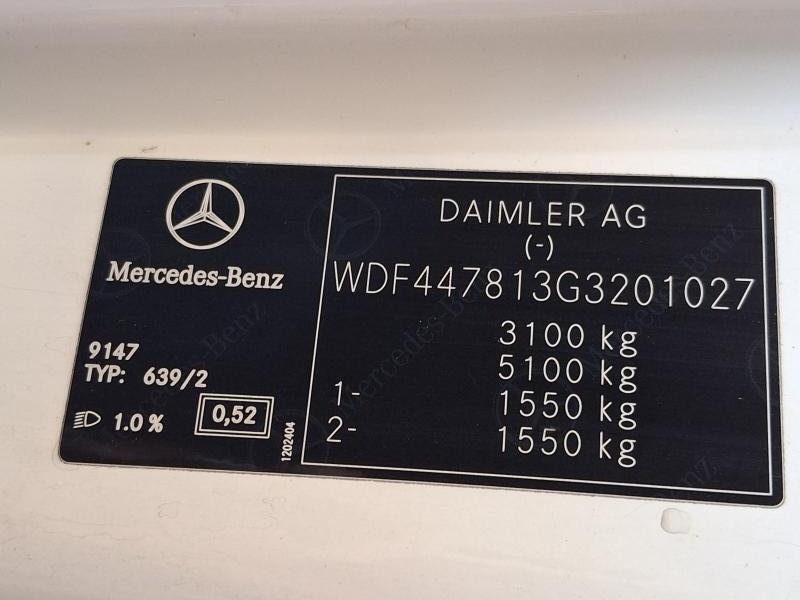 Mercedes-Benz
9147
TYP: 639/2
1.0 %
0,52
1202404
DAIMLER AG
(-)
WDF447813G3201027
3100 kg
5100 kg
1- 1550 kg
2- 1550 kg